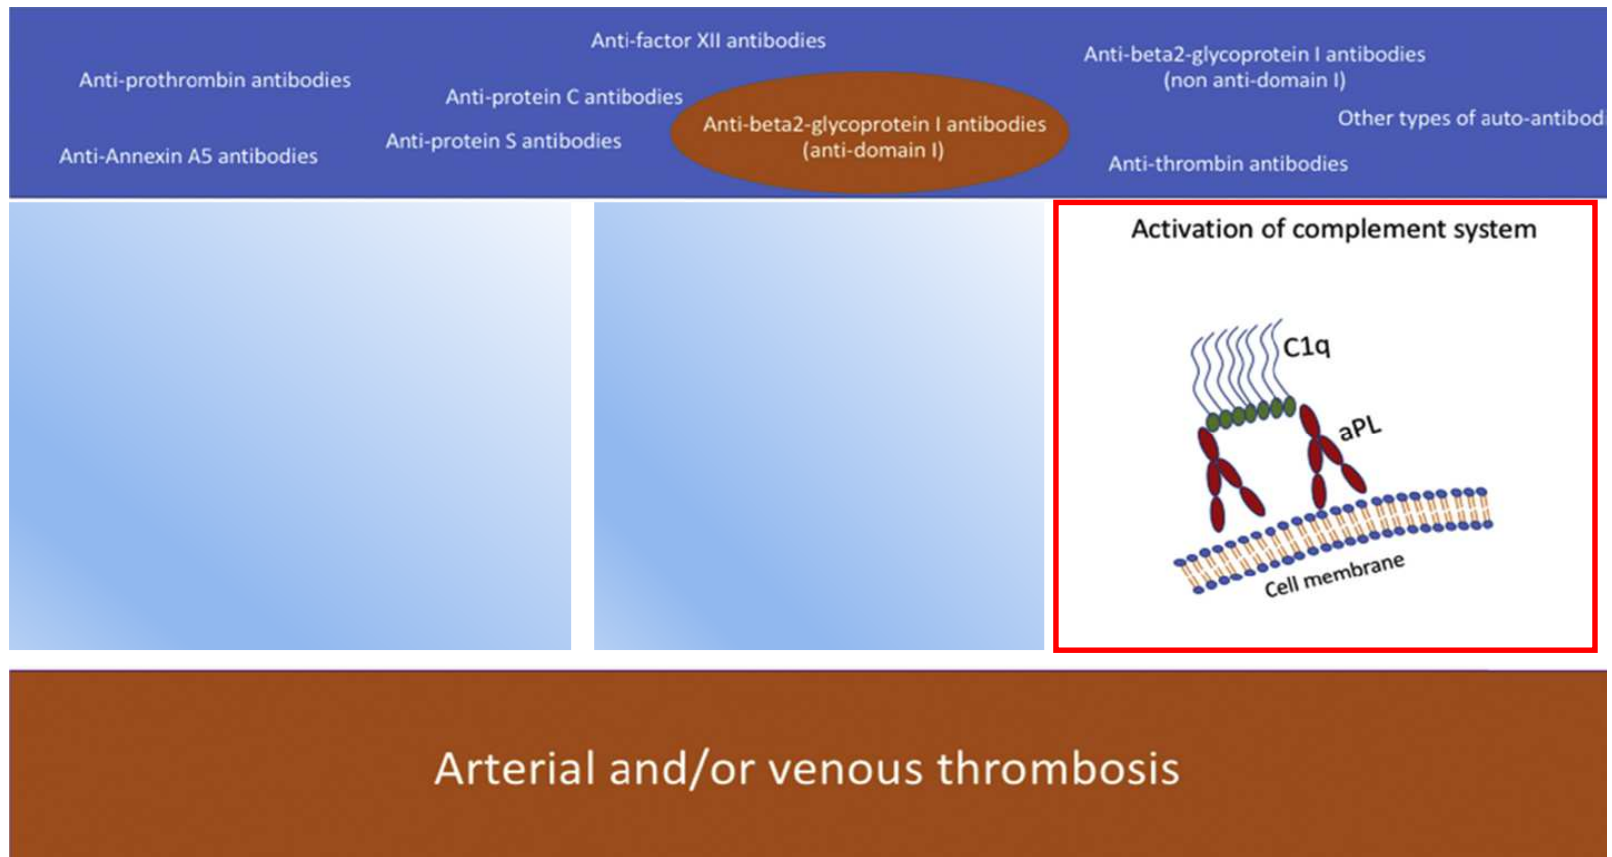 Anti-factor XII antibodies
Anti-prothrombin antibodies
Anti-protein C antibodies
Anti-protein S antibodies
Anti-Annexin A5 antibodies
Anti-beta2-glycoprotein I antibodies
(anti-domain I)
Anti-beta2-glycoprotein I antibodies
(non anti-domain I)
Other types of auto-antibodi
Anti-thrombin antibodies
Activation of complement system
C1q
aPL
Cell membrane
Arterial and/or venous thrombosis